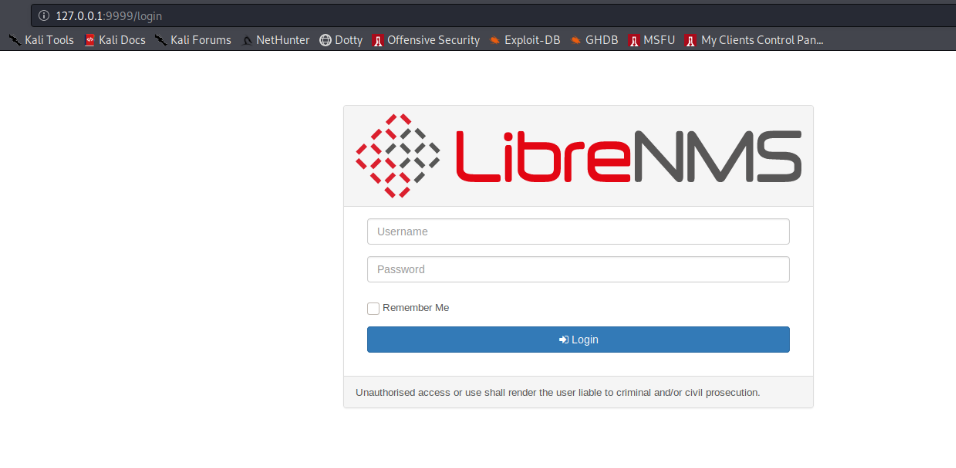 127.0.0.1:9999/login
Kali Tools Kali Docs Kali Forums NetHunter Dotty Offensive Security Exploit-DB GHDB MSFU My Clients Control Pan...
LibreNMS
Username
Password
Remember Me
Login
Unauthorised access or use shall render the user liable to criminal and/or civil prosecution.